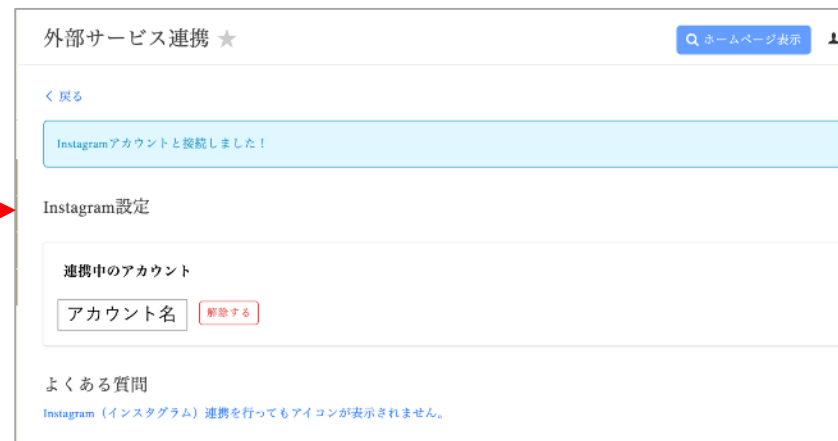 外部サービス連携
ホームページ表示
戻る
Instagramアカウントと接続しました！
Instagram設定
連携中のアカウント
アカウント名
解除する
よくある質問
Instagram（インスタグラム）連携を行ってもアイコンが表示されません。